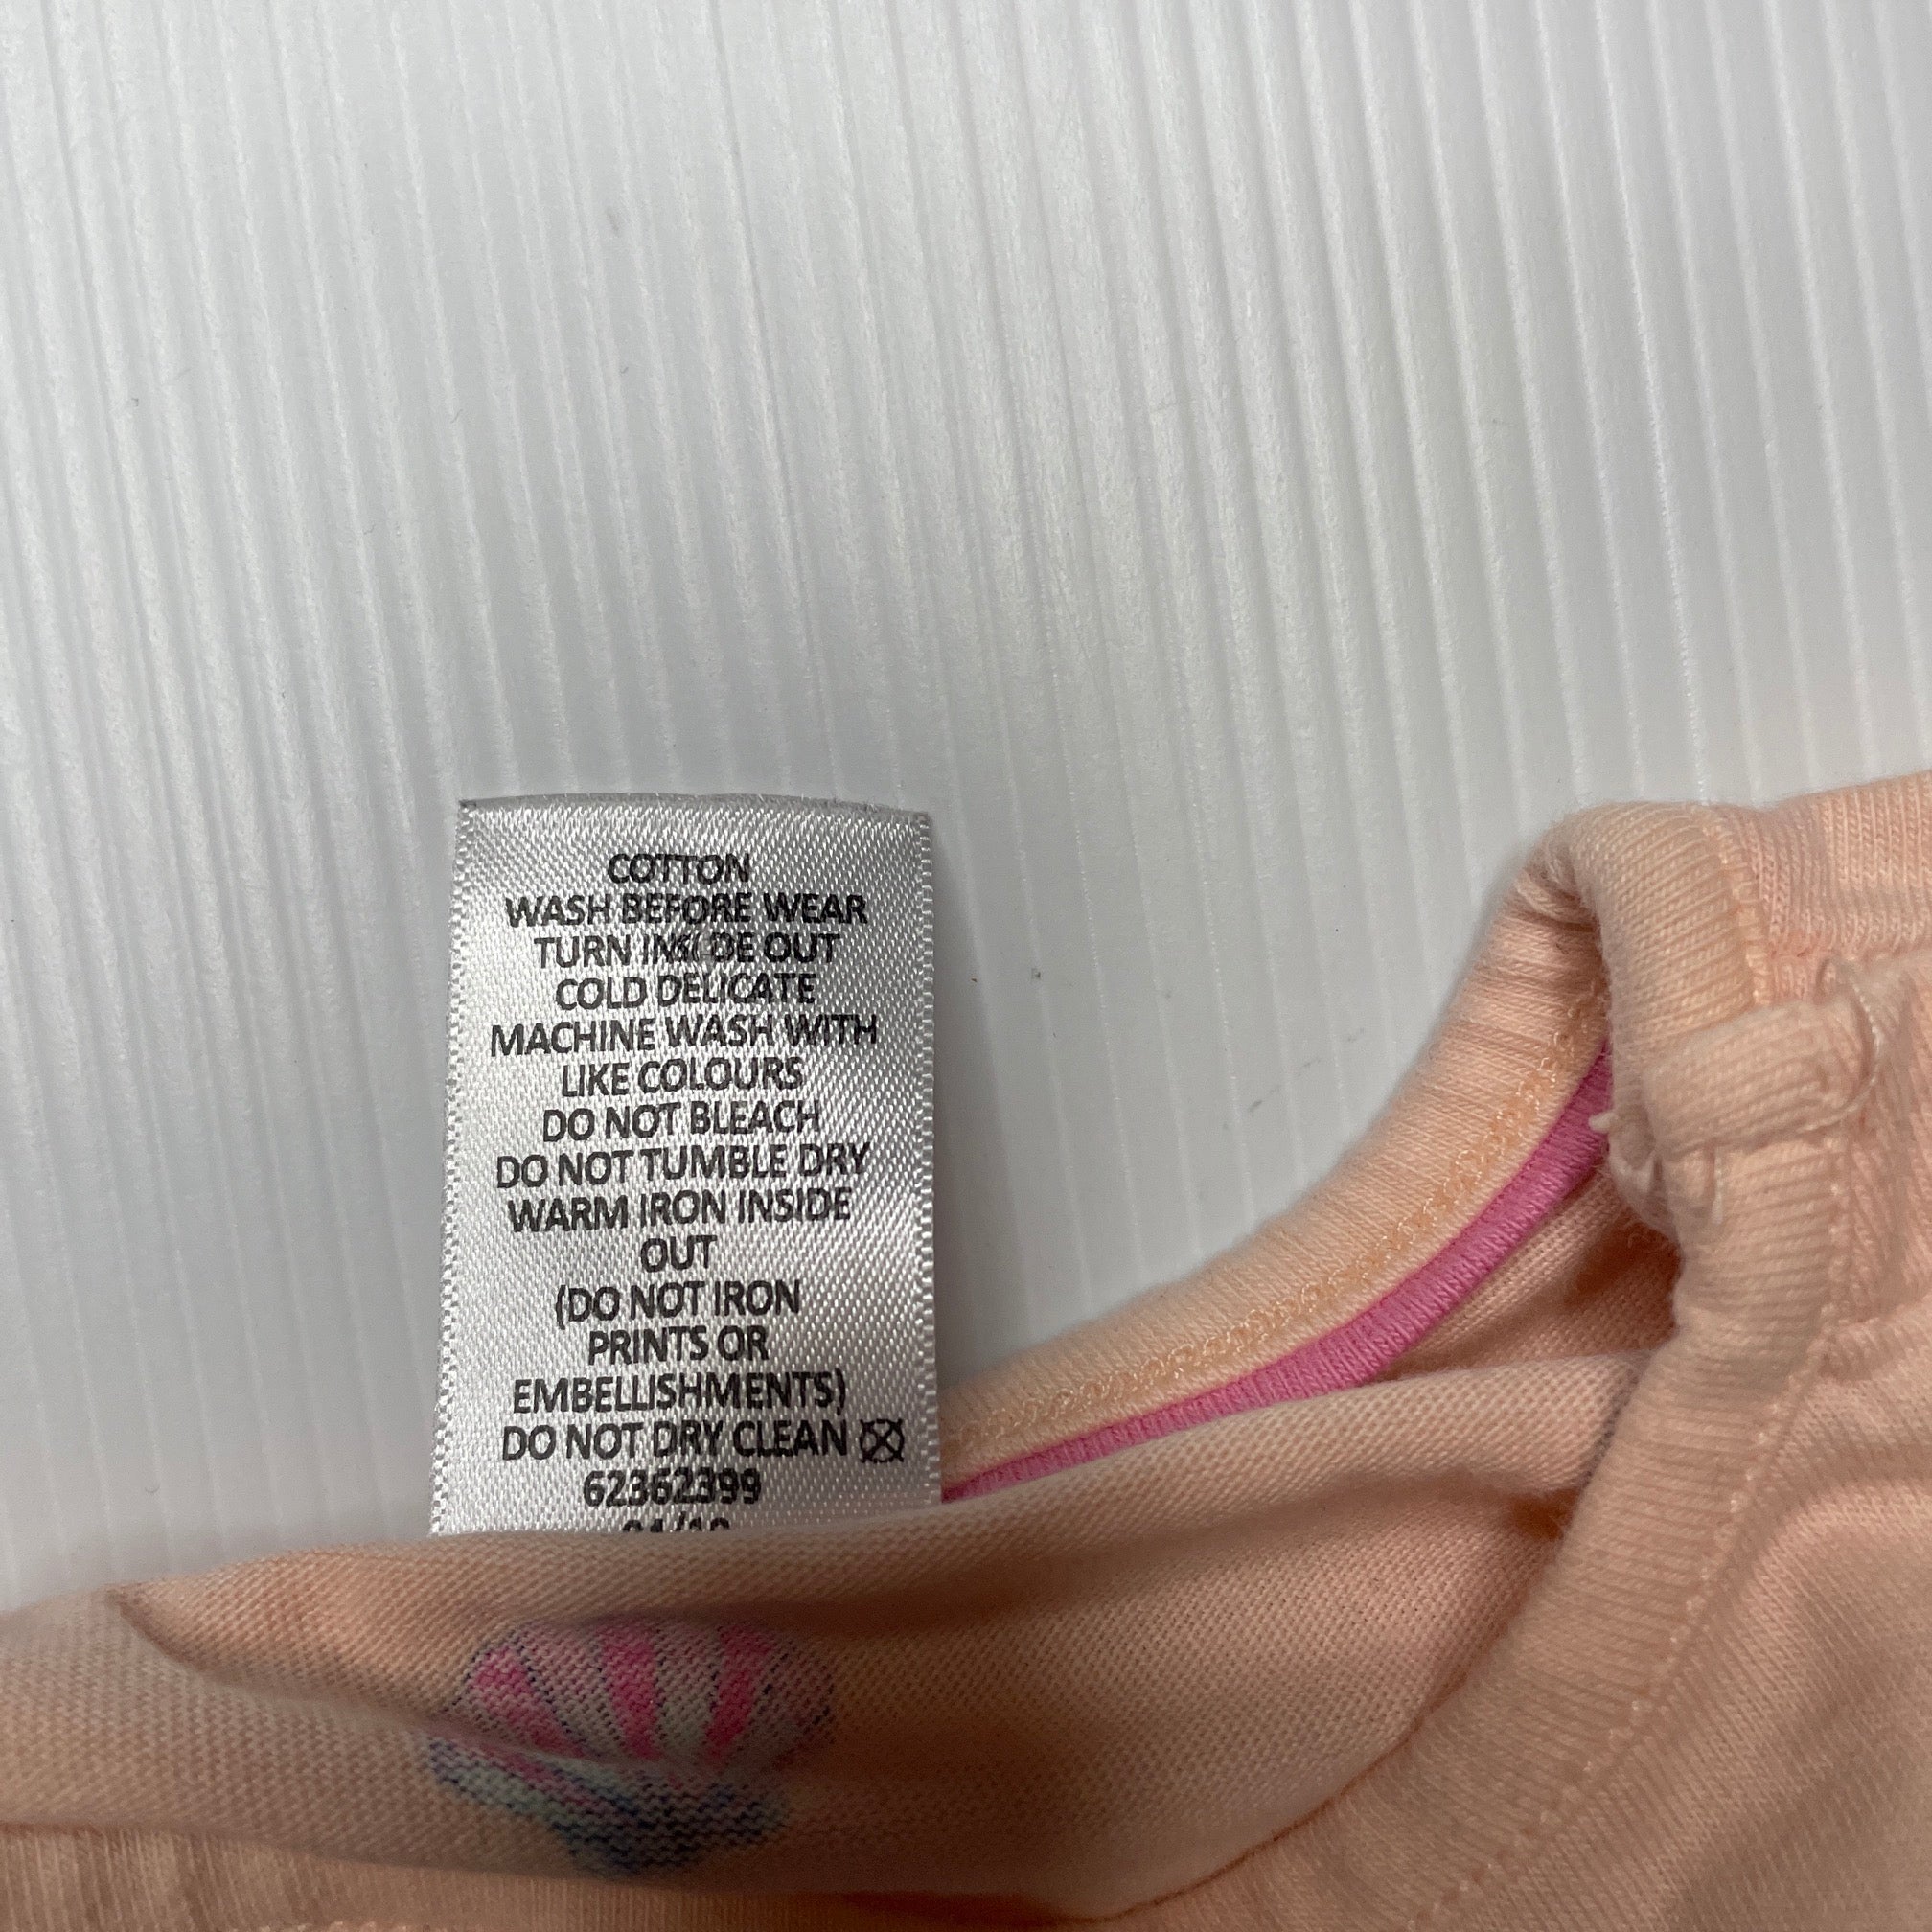 COTTON
WASH BEFORE WEAR
TURN INSIDE OUT
COLD DELICATE
MACHINE WASH WITH
LIKE COLOURS
DO NOT BLEACH
DO NOT TUMBLE DRY
WARM IRON INSIDE
OUT
(DO NOT IRON
PRINTS OR
EMBELLISHMENTS)
DO NOT DRY CLEAN
62362399